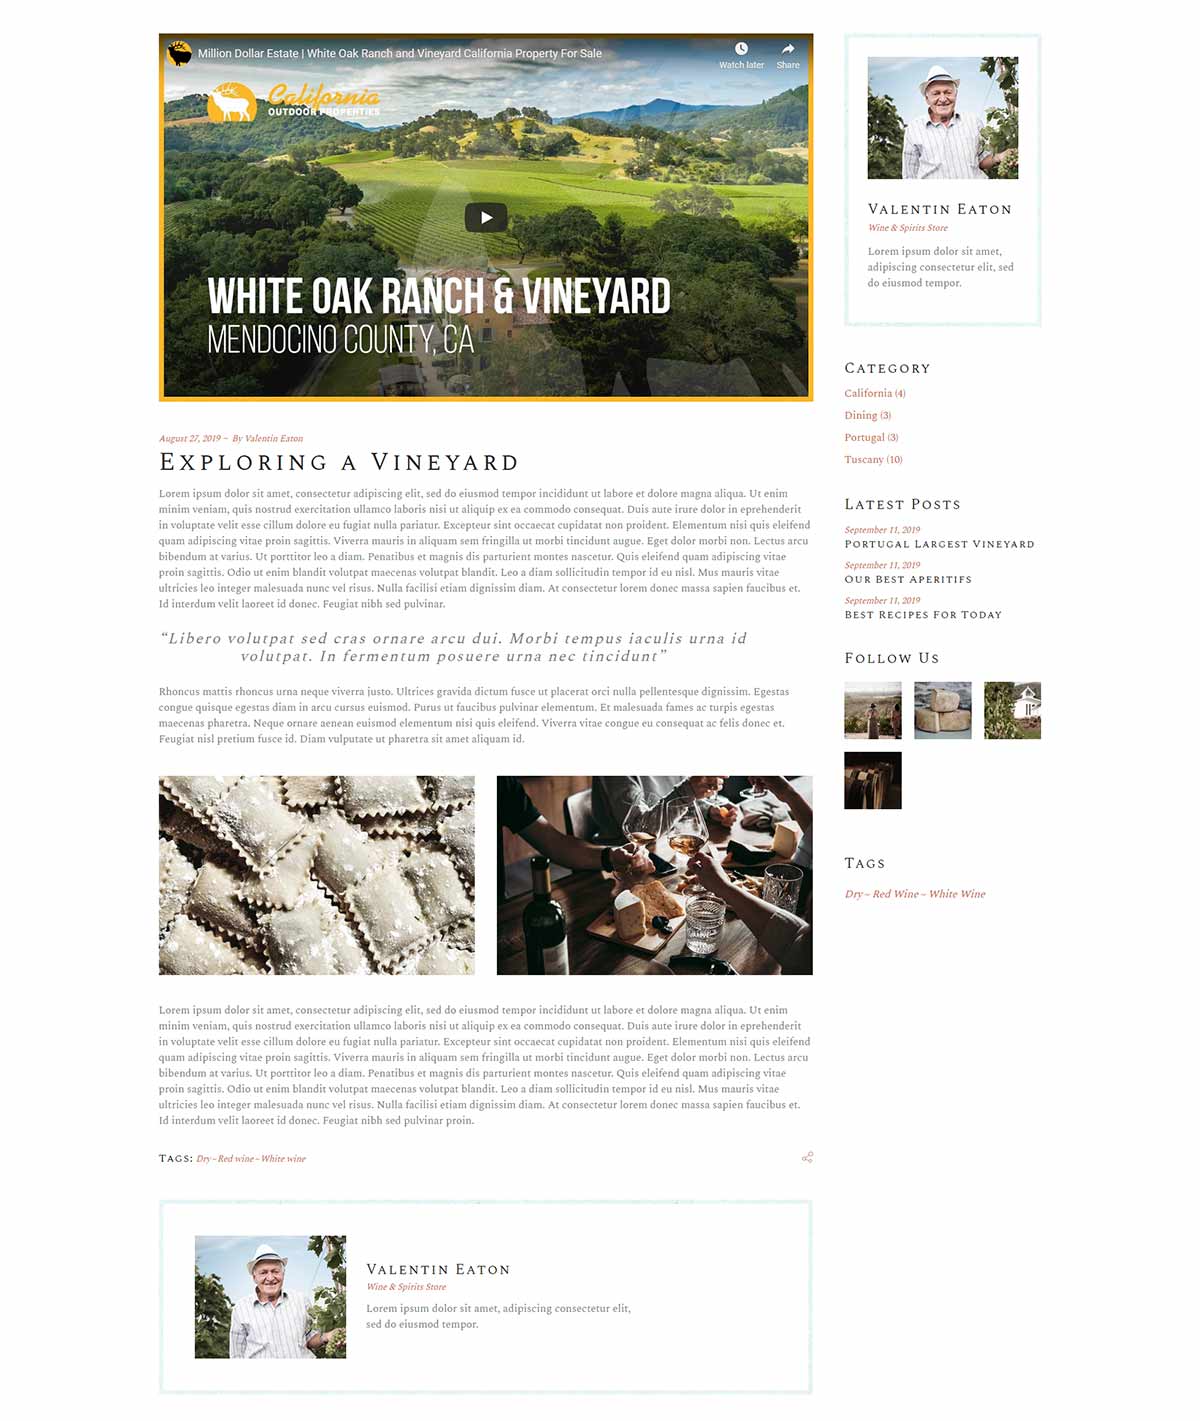 Million Dollar Estate | White Oak Ranch and Vineyard California Property For Sale
Watch later
Share
California
OUTDOOR PROPERTIES
WHITE OAK RANCH & VINEYARD
MENDOCINO COUNTY, CA
August 27, 2019 – By Valentin Eaton
Exploring a Vineyard
Lorem ipsum dolor sit amet, consectetur adipiscing elit, sed do eiusmod tempor incididunt ut labore et dolore magna aliqua. Ut enim
minim veniam, quis nostrud exercitation ullamco laboris nisi ut aliquip ex ea commodo consequat. Duis aute irure dolor in eprehenderit
in voluptate velit esse cillum dolore eu fugiat nulla pariatur. Excepteur sint occaecat cupidatat non proident. Elementum nisi quis eleifend
quam adipiscing vitae proin sagittis. Viverra mauris in aliquam sem fringilla ut morbi tincidunt augue. Eget dolor morbi non. Lectus arcu
bibendum at varius. Ut porttitor leo a diam. Penatibus et magnis dis parturient montes nascetur. Quis eleifend quam adipiscing vitae
proin sagittis. Odio ut enim blandit volutpat maecenas volutpat blandit. Leo a diam sollicitudin tempor id eu nisl. Mus mauris vitae
ultricies leo integer malesuada nunc vel risus. Nulla facilisi etiam dignissim diam. At consectetur lorem donec massa sapien faucibus et.
Id interdum velit laoreet id donec. Feugiat nibh sed pulvinar.
“Libero volutpat sed cras ornare arcu dui. Morbi tempus iaculis urna id
volutpat. In fermentum posuere urna nec tincidunt”
Rhoncus mattis rhoncus urna neque viverra justo. Ultrices gravida dictum fusce ut placerat orci nulla pellentesque dignissim. Egestas
congue quisque egestas diam in arcu cursus euismod. Purus ut faucibus pulvinar elementum. Et malesuada fames ac turpis egestas
maecenas pharetra. Neque ornare aenean euismod elementum nisi quis eleifend. Viverra vitae congue eu consequat ac felis donec et.
Feugiat nisl pretium fusce id. Diam vulputate ut pharetra sit amet aliquam id.
Lorem ipsum dolor sit amet, consectetur adipiscing elit, sed do eiusmod tempor incididunt ut labore et dolore magna aliqua. Ut enim
minim veniam, quis nostrud exercitation ullamco laboris nisi ut aliquip ex ea commodo consequat. Duis aute irure dolor in eprehenderit
in voluptate velit esse cillum dolore eu fugiat nulla pariatur. Excepteur sint occaecat cupidatat non proident. Elementum nisi quis eleifend
quam adipiscing vitae proin sagittis. Viverra mauris in aliquam sem fringilla ut morbi tincidunt augue. Eget dolor morbi non. Lectus arcu
bibendum at varius. Ut porttitor leo a diam. Penatibus et magnis dis parturient montes nascetur. Quis eleifend quam adipiscing vitae
proin sagittis. Odio ut enim blandit volutpat maecenas volutpat blandit. Leo a diam sollicitudin tempor id eu nisl. Mus mauris vitae
ultricies leo integer malesuada nunc vel risus. Nulla facilisi etiam dignissim diam. At consectetur lorem donec massa sapien faucibus et.
Id interdum velit laoreet id donec. Feugiat nibh sed pulvinar proin.
Tags: Dry – Red wine – White wine
Valentin Eaton
Wine & Spirits Store
Lorem ipsum dolor sit amet, adipiscing consectetur elit,
sed do eiusmod tempor.
Valentin Eaton
Wine & Spirits Store
Lorem ipsum dolor sit amet,
adipiscing consectetur elit, sed
do eiusmod tempor.
Category
California (4)
Dining (3)
Portugal (3)
Tuscany (10)
Latest Posts
September 11, 2019
Portugal Largest Vineyard
September 11, 2019
Our Best Aperitifs
September 11, 2019
Best Recipes For Today
Follow Us
Tags
Dry – Red Wine – White Wine